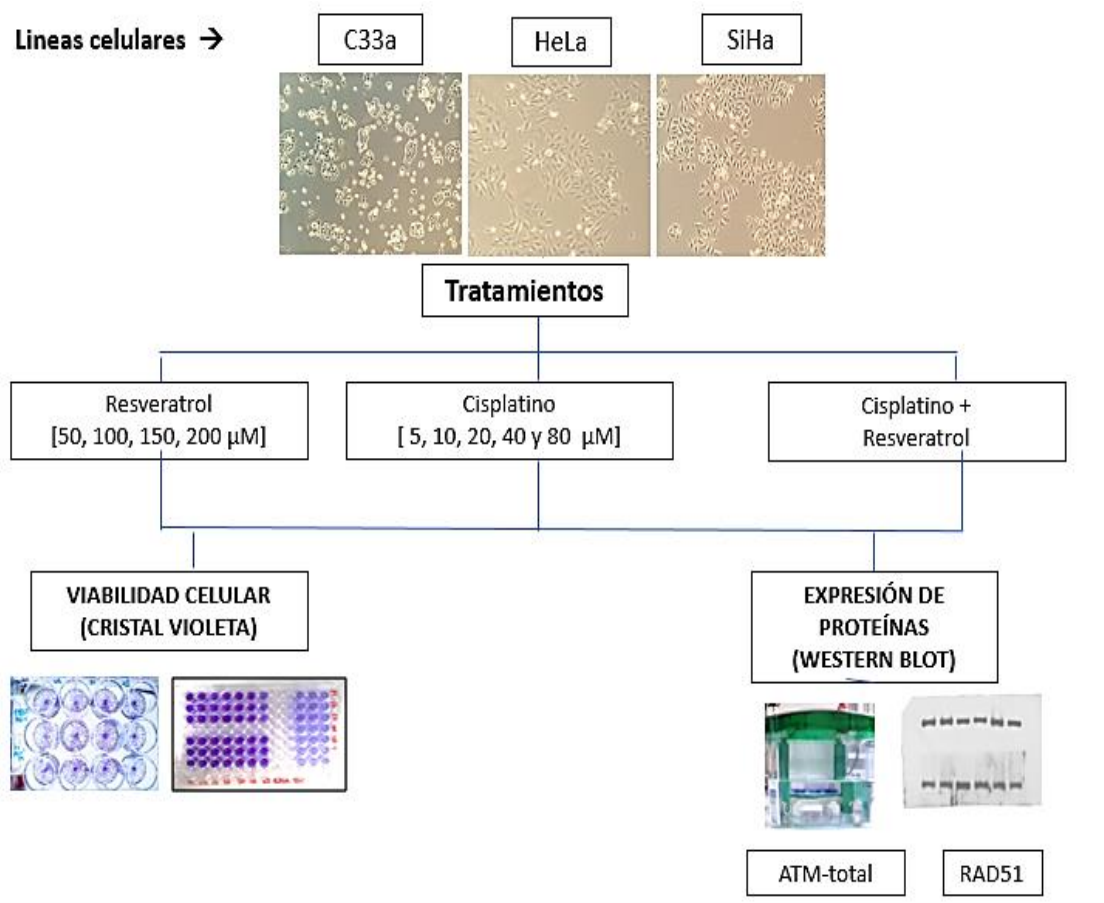 Lineas celulares →
C33a
HeLa
SiHa
Tratamientos
Resveratrol
[50, 100, 150, 200 µM]
Cisplatino
[ 5, 10, 20, 40 y 80 µM]
Cisplatino +
Resveratrol
VIABILIDAD CELULAR
(CRISTAL VIOLETA)
EXPRESIÓN DE
PROTEÍNAS
(WESTERN BLOT)
ATM-total
RAD51